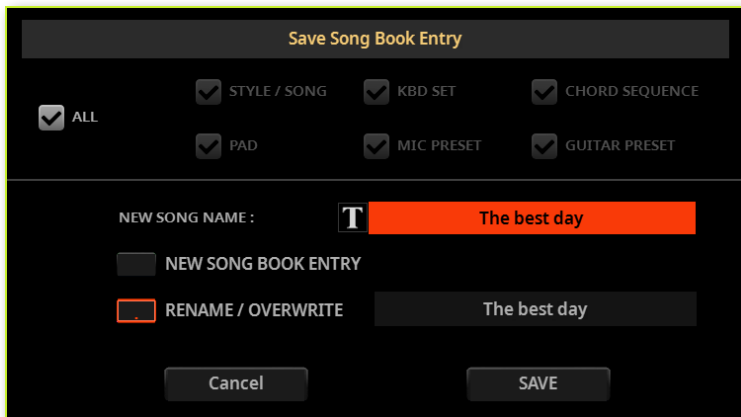 Save Song Book Entry
STYLE / SONG KBD SET CHORD SEQUENCE
ALL
PAD MIC PRESET GUITAR PRESET
NEW SONG NAME : T The best day
NEW SONG BOOK ENTRY
RENAME / OVERWRITE The best day
Cancel SAVE